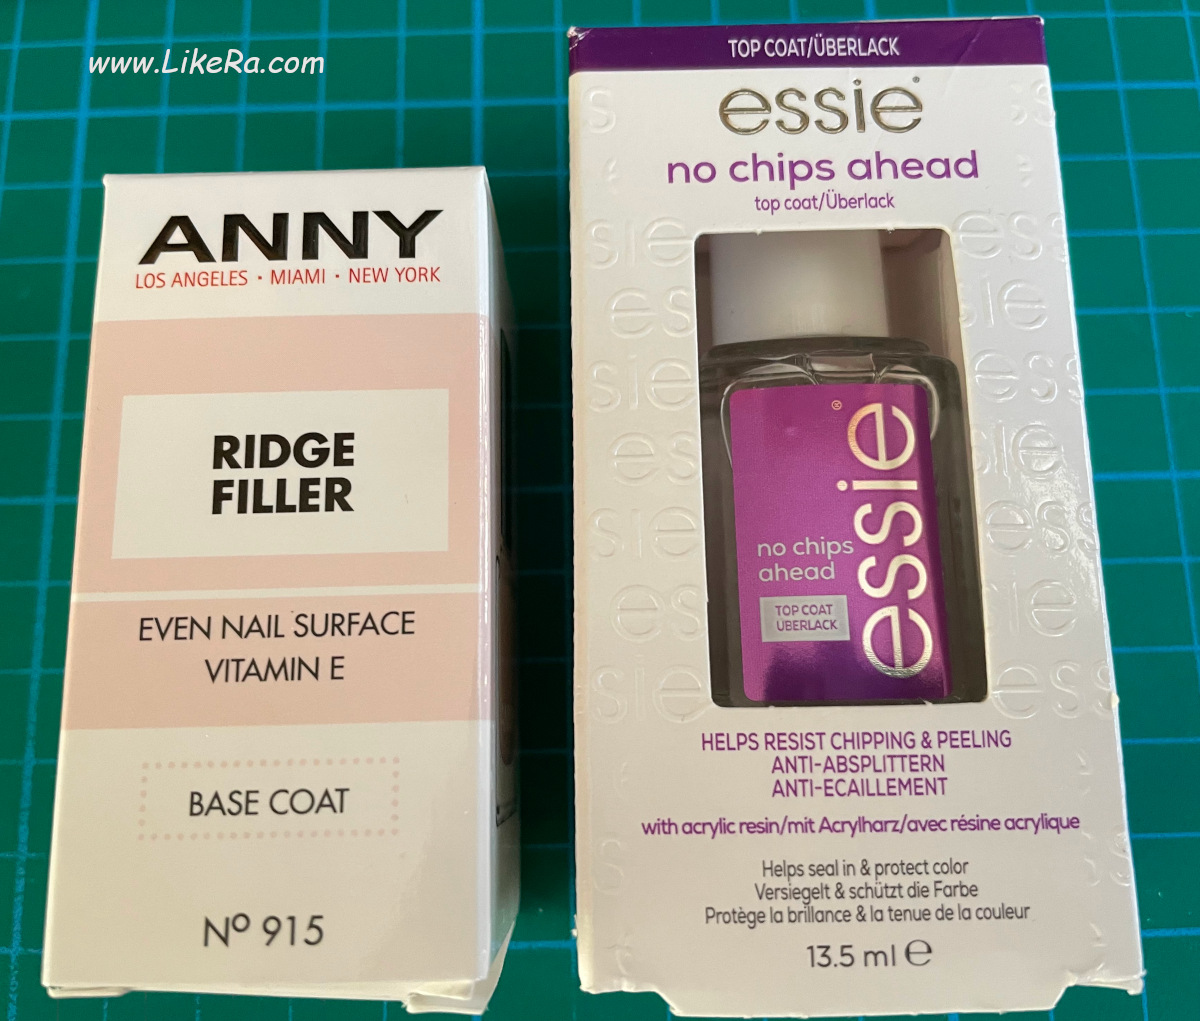 www.LikeRa.com
ANNY
LOS ANGELES · MIAMI · NEW YORK
RIDGE
FILLER
EVEN NAIL SURFACE
VITAMIN E
BASE COAT
Nº 915
TOP COAT/ÜBERLACK
essie®
no chips ahead
top coat/Überlack
essie®
no chips
ahead
TOP COAT
ÜBERLACK
HELPS RESIST CHIPPING & PEELING
ANTI-ABSPLITTERN
ANTI-ECAILLEMENT
with acrylic resin/mit Acrylharz/avec résine acrylique
Helps seal in & protect color
Versiegelt & schützt die Farbe
Protège la brillance & la tenue de la couleur
13.5 ml ℮